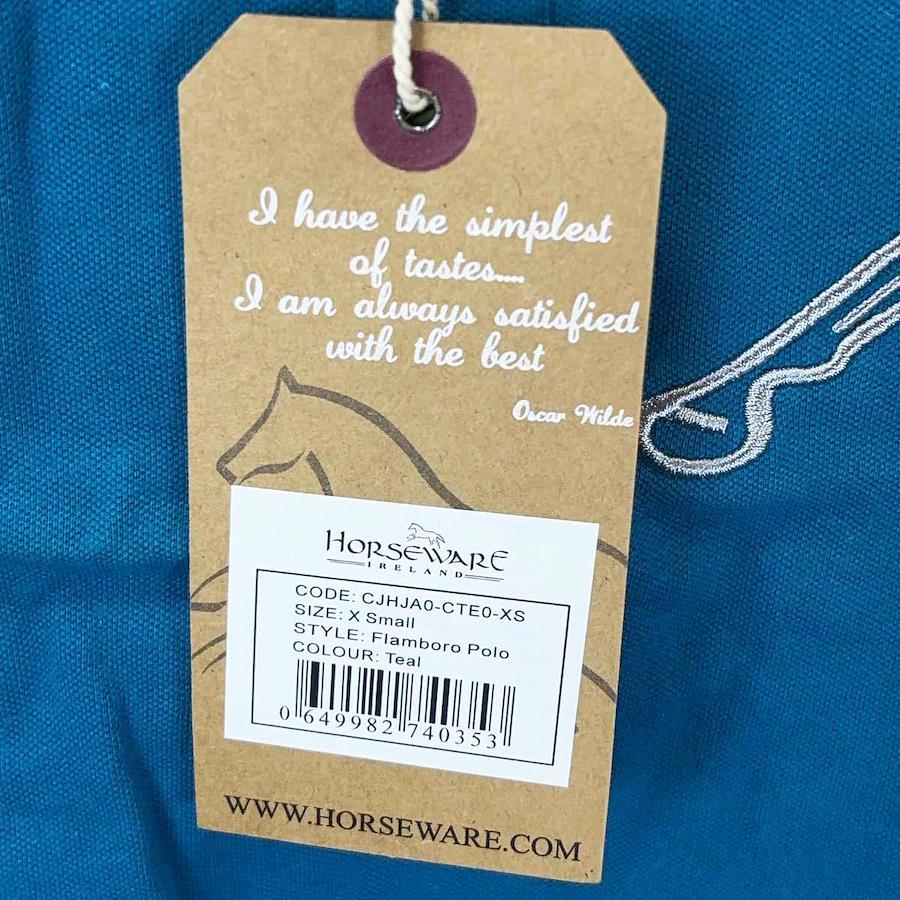 I have the simplest
of tastes....
I am always satisfied
with the best
Oscar Wilde
HORSEWARE
IRELAND
CODE: CJHJA0-CTE0-XS
SIZE: X Small
STYLE: Flamboro Polo
COLOUR: Teal
0 649982 740353
WWW.HORSEWARE.COM